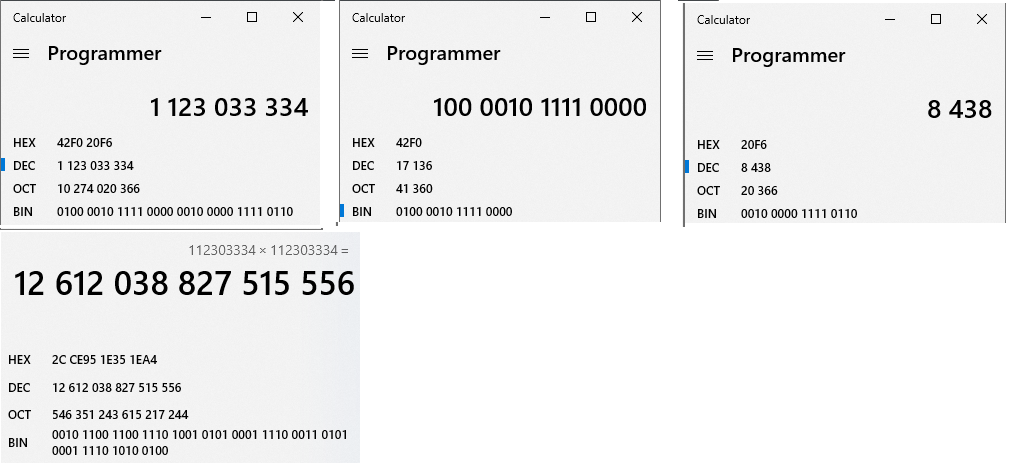 Calculator
Programmer
1 123 033 334
HEX 42F0 20F6
DEC 1 123 033 334
OCT 10 274 020 366
BIN 0100 0010 1111 0000 0010 0000 1111 0110
Calculator
Programmer
100 0010 1111 0000
HEX 42F0
DEC 17 136
OCT 41 360
BIN 0100 0010 1111 0000
Calculator
Programmer
8 438
HEX 20F6
DEC 8 438
OCT 20 366
BIN 0010 0000 1111 0110
112303334 × 112303334 =
12 612 038 827 515 556
HEX 2C CE95 1E35 1EA4
DEC 12 612 038 827 515 556
OCT 546 351 243 615 217 244
BIN 0010 1100 1100 1110 1001 0101 0001 1110 0011 0101
0001 1110 1010 0100